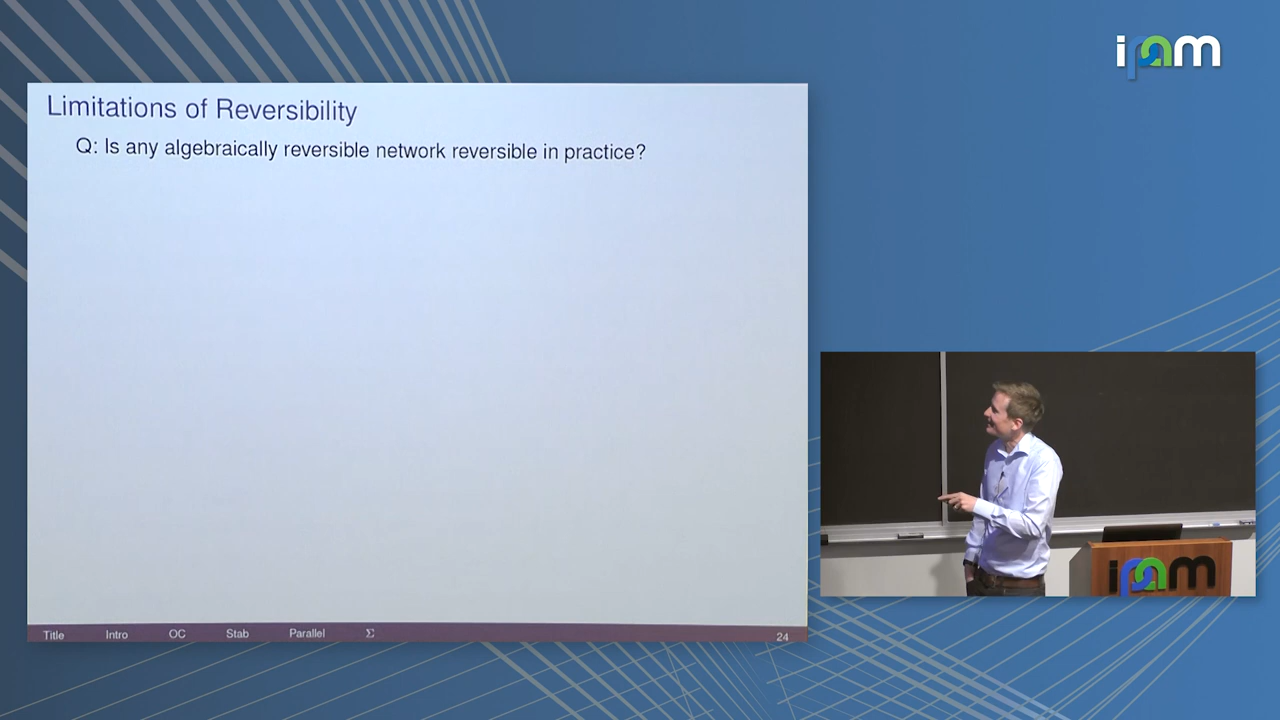 ipam
Limitations of Reversibility
Q: Is any algebraically reversible network reversible in practice?
Title Intro OC Stab Parallel Σ 24
ipam